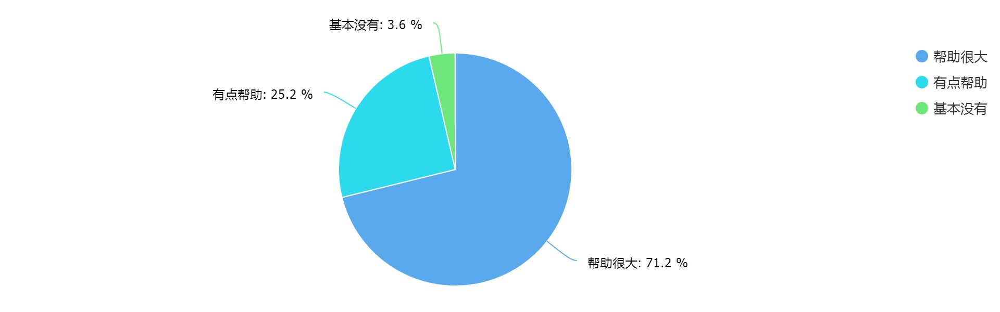 基本没有: 3.6 %
有点帮助: 25.2 %
帮助很大: 71.2 %
帮助很大
有点帮助
基本没有